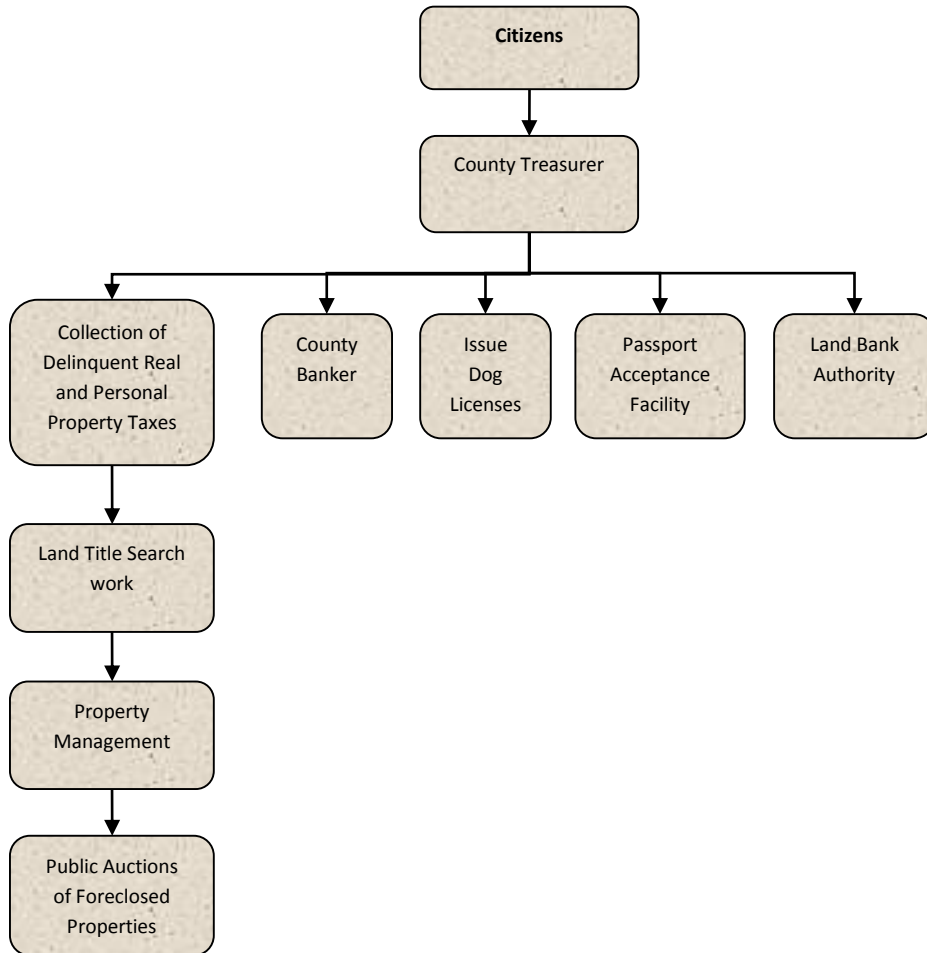 Citizens
County Treasurer
Collection of
Delinquent Real
and Personal
Property Taxes
County
Banker
Issue
Dog
Licenses
Passport
Acceptance
Facility
Land Bank
Authority
Land Title Search
work
Property
Management
Public Auctions
of Foreclosed
Properties